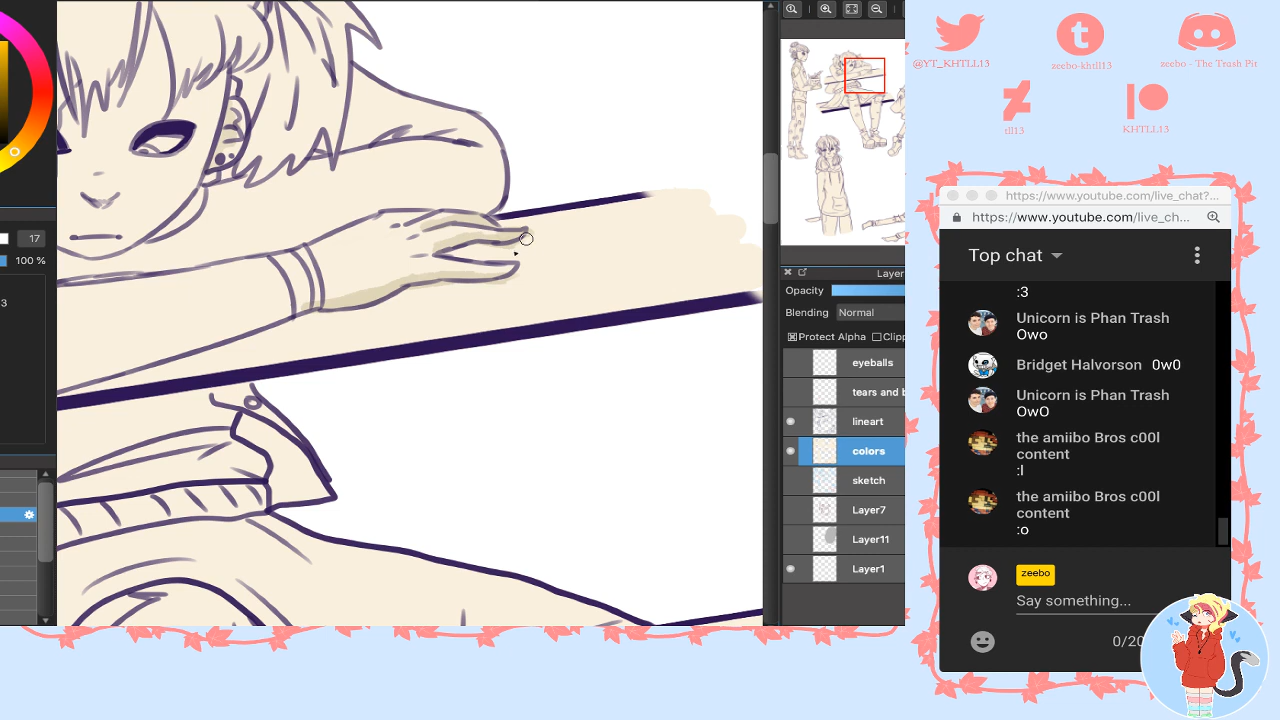 17
100 %
3
Layer
Opacity
Blending Normal
Protect Alpha Clipp
eyeballs
tears and b
lineart
colors
sketch
Layer7
Layer11
Layer1
@YT_KHTLL13
zeebo-khtll13
zeebo - The Trash Pit
tll13
KHTLL13
https://www.youtube.com/live_chat?...
https://www.youtube.com/live_ch...
Top chat
:3
Unicorn is Phan Trash
Owo
Bridget Halvorson 0w0
Unicorn is Phan Trash
OwO
the amiibo Bros c00l
content
:l
the amiibo Bros c00l
content
:o
zeebo
Say something...
0/20